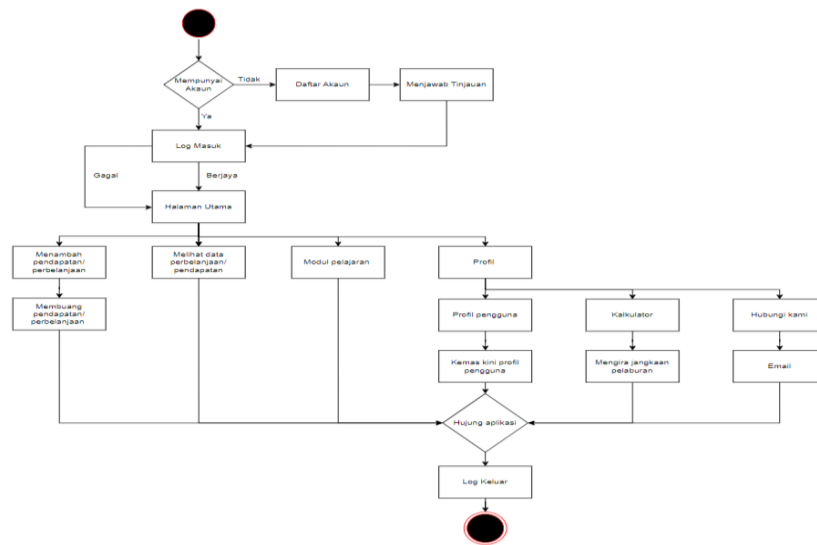 Mempunyai
Akaun
Tidak
Daftar Akaun
Menjawab Tinjauan
Ya
Log Masuk
Gagal
Berjaya
Halaman Utama
Menambah
pendapatan/
perbelanjaan
Melihat data
perbelanjaan/
pendapatan
Modul pelajaran
Profil
Membuang
pendapatan/
perbelanjaan
Profil pengguna
Kalkulator
Hubungi kami
Kemas kini profil
pengguna
Mengira jangkaan
pelaburan
Email
Hujung aplikasi
Log Keluar